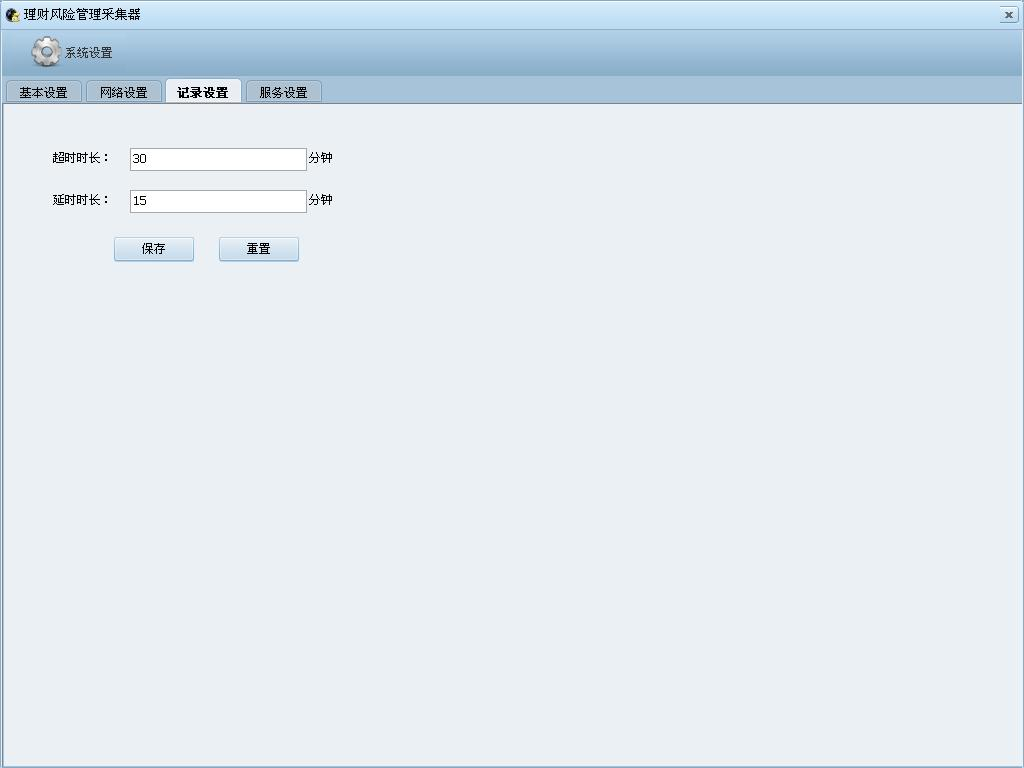 理财风险管理采集器
系统设置
基本设置 网络设置 记录设置 服务设置
超时时长： 30 分钟
延时时长： 15 分钟
保存 重置